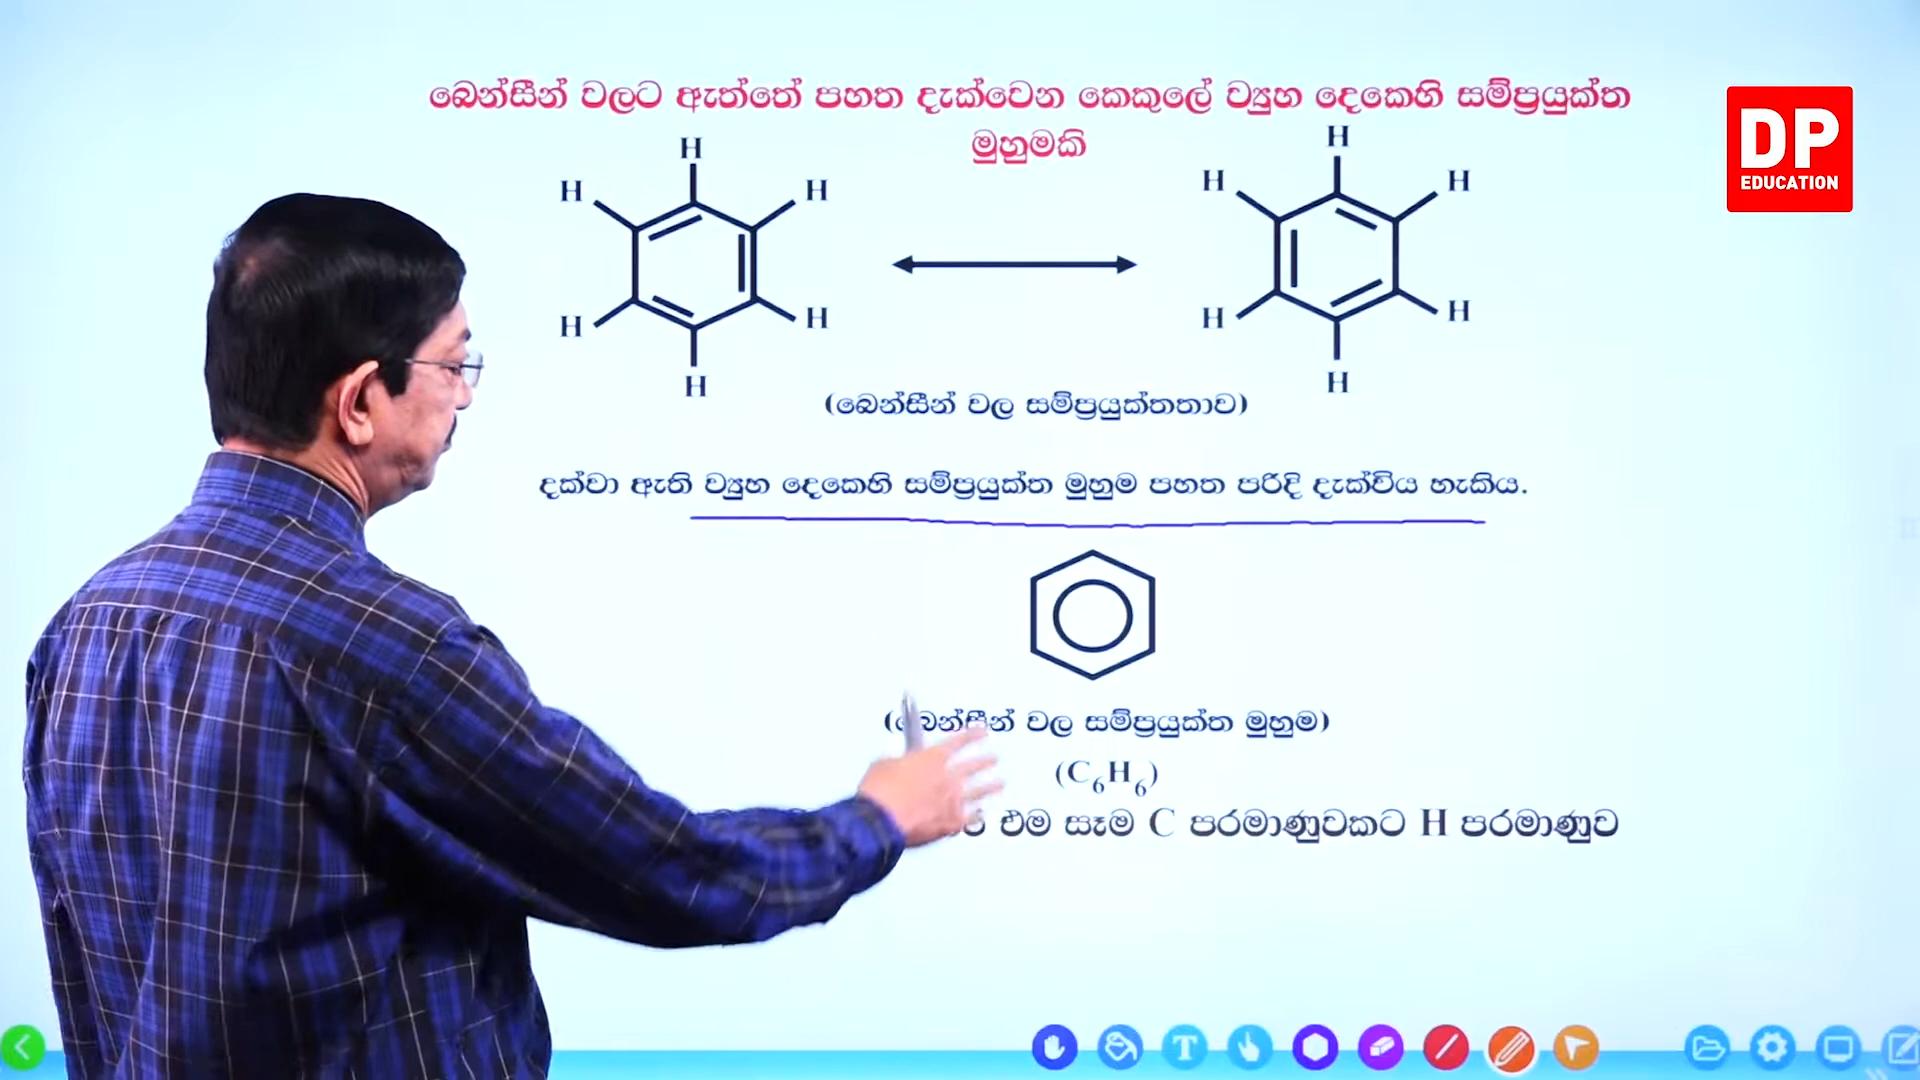 බෙන්සීන් වලට ඇත්තේ පහත දැක්වෙන කෙකුලේ ව්‍යුහ දෙකෙහි සම්ප්‍රයුක්ත
මුහුමකි
DP
EDUCATION
H
H
H
H
H
H
H
H
H
H
H
H
(බෙන්සීන් වල සම්ප්‍රයුක්තතාව)
දක්වා ඇති ව්‍යුහ දෙකෙහි සම්ප්‍රයුක්ත මුහුම පහත පරිදි දැක්විය හැකිය.
(බෙන්සීන් වල සම්ප්‍රයුක්ත මුහුම)
(C₆H₆)
එම සෑම C පරමාණුවකට H පරමාණුව
T